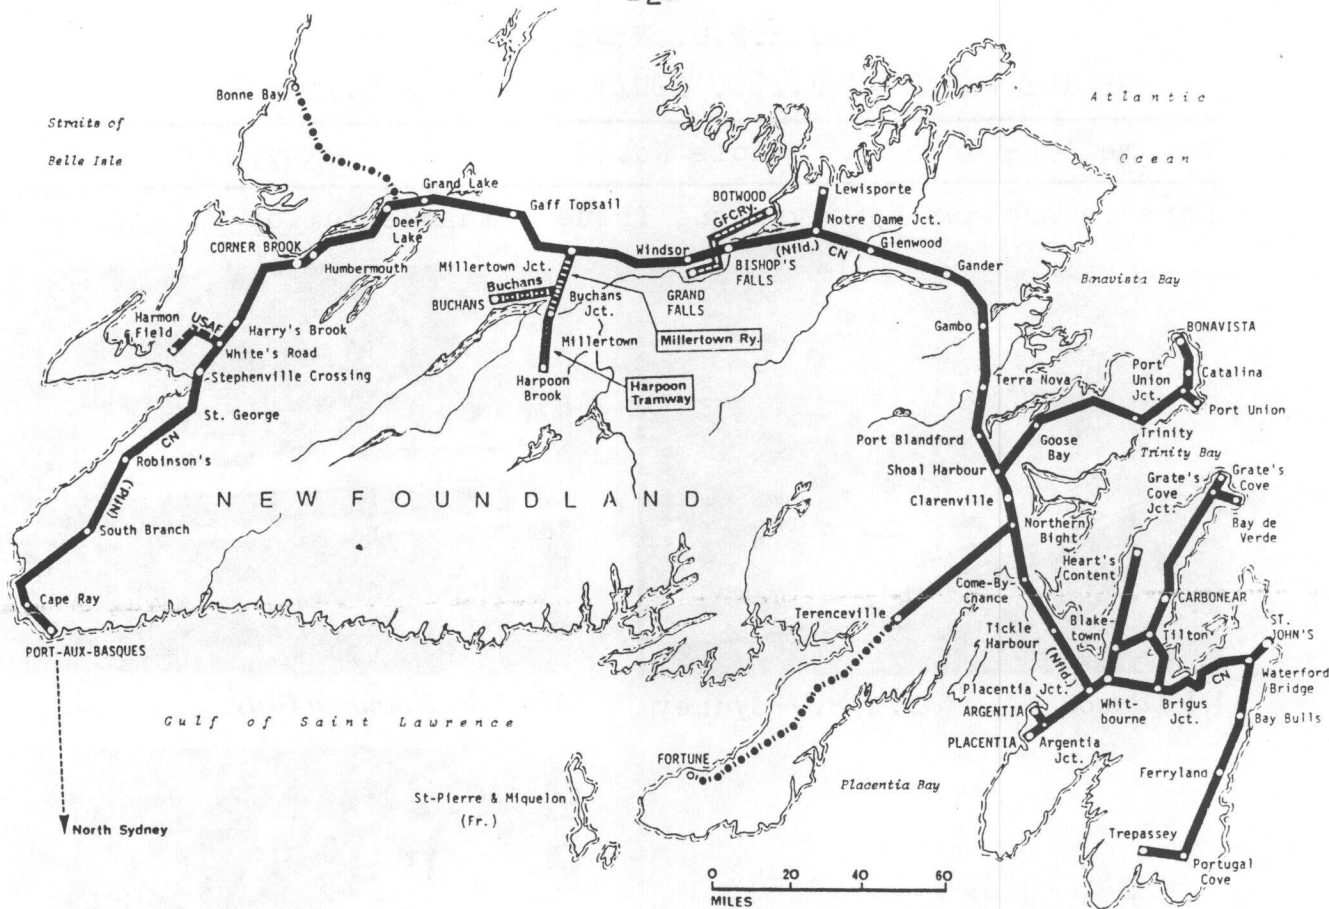 -2-
Bonne Bay
Straits of
Belle Isle
Atlantic
Ocean
Grand Lake
Gaff Topsail
Deer
Lake
CORNER BROOK
Humbermouth
BOTWOOD
GFCRy.
Lewisporte
Notre Dame Jct.
(Nfld.) CN
Glenwood
Windsor
BISHOP'S
FALLS
GRAND
FALLS
Gander
Bonavista Bay
Millertown Jct.
Buchans
BUCHANS
Buchans
Jct.
Millertown
Millertown Ry.
Harpoon
Brook
Harpoon
Tramway
Harmon
Field
USAF
Harry's Brook
White's Road
Stephenville Crossing
St. George
CN
Robinson's
(Nfld.)
South Branch
Cape Ray
PORT-AUX-BASQUES
North Sydney
NEWFOUNDLAND
Gambo
Terra Nova
Port Blandford
Shoal Harbour
Clarenville
Northern
Bight
Goose
Bay
BONAVISTA
Port
Union
Jct.
Catalina
Port Union
Trinity
Trinity Bay
Grate's
Cove
Jct.
Grate's
Cove
Bay de
Verde
Heart's
Content
CARBONEAR
Come-By-
Chance
Terenceville
Tickle
Harbour
Blake-
town
Tilton
ST.
JOHN'S
(Nfld.)
CN
Waterford
Bridge
Placentia Jct.
Whit-
bourne
Brigus
Jct.
Bay Bulls
ARGENTIA
PLACENTIA
Argentia
Jct.
Ferryland
Trepassey
Portugal
Cove
Gulf of Saint Lawrence
FORTUNE
Placentia Bay
St-Pierre & Miquelon
(Fr.)
0 20 40 60
MILES